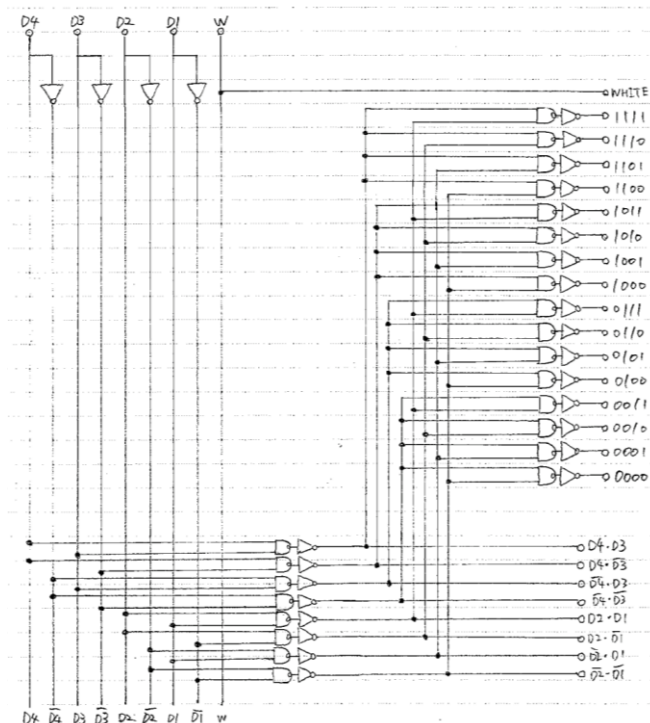 D4 D3 D2 D1 W
WHITE
1111
1110
1101
1100
1011
1010
1001
1000
0111
0110
0101
0100
0011
0010
0001
0000
D4·D3
D4·D̅3̅
D̅4̅·D3
D̅4̅·D̅3̅
D2·D1
D2·D̅1̅
D̅2̅·D1
D̅2̅·D̅1̅
D4 D̅4̅ D3 D̅3̅ D2 D̅2̅ D1 D̅1̅ W